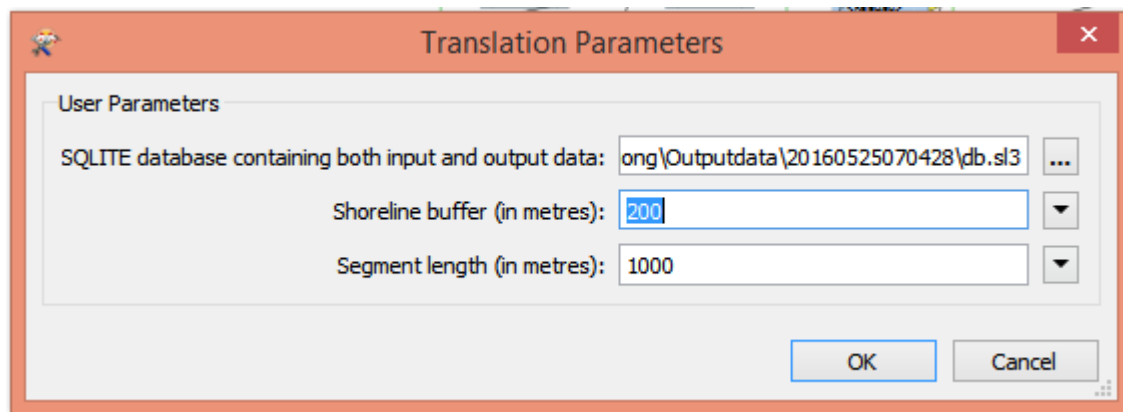 Translation Parameters
User Parameters
SQLITE database containing both input and output data: ong\Outputdata\20160525070428\db.sl3 ...
Shoreline buffer (in metres): 200
Segment length (in metres): 1000
OK Cancel